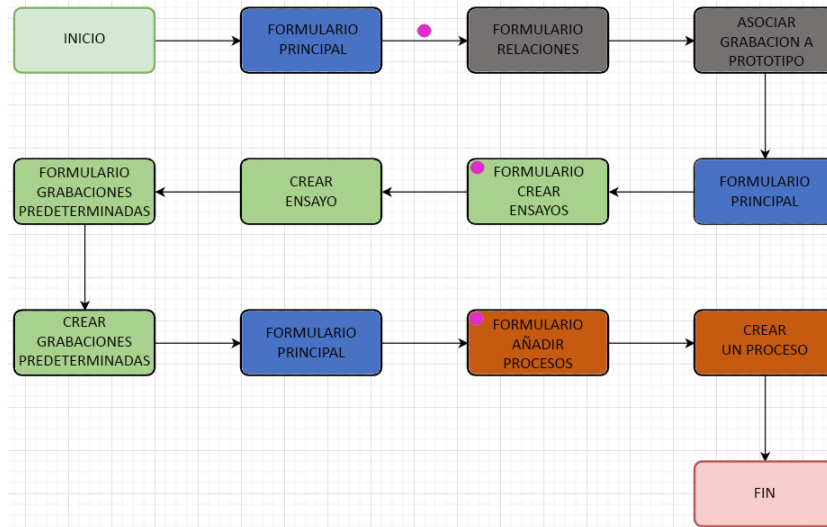 INICIO
FORMULARIO
PRINCIPAL
FORMULARIO
RELACIONES
ASOCIAR
GRABACION A
PROTOTIPO
FORMULARIO
GRABACIONES
PREDETERMINADAS
CREAR
ENSAYO
FORMULARIO
CREAR
ENSAYOS
FORMULARIO
PRINCIPAL
CREAR
GRABACIONES
PREDETERMINADAS
FORMULARIO
PRINCIPAL
FORMULARIO
AÑADIR
PROCESOS
CREAR
UN PROCESO
FIN